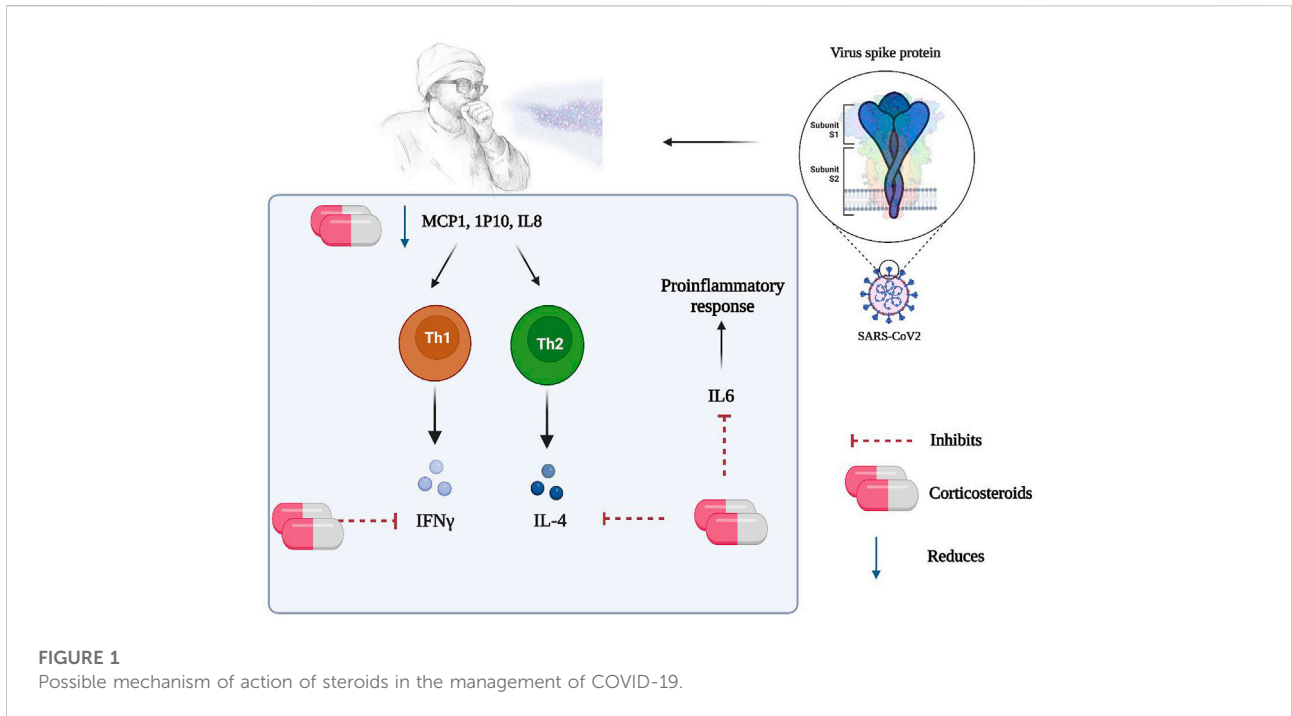 Virus spike protein
Subunit
S1
Subunit
S2
SARS-CoV2
MCP1, 1P10, IL8
Th1
Th2
Proinflammatory
response
IL6
IFNγ
IL-4
Inhibits
Corticosteroids
Reduces
FIGURE 1
Possible mechanism of action of steroids in the management of COVID-19.